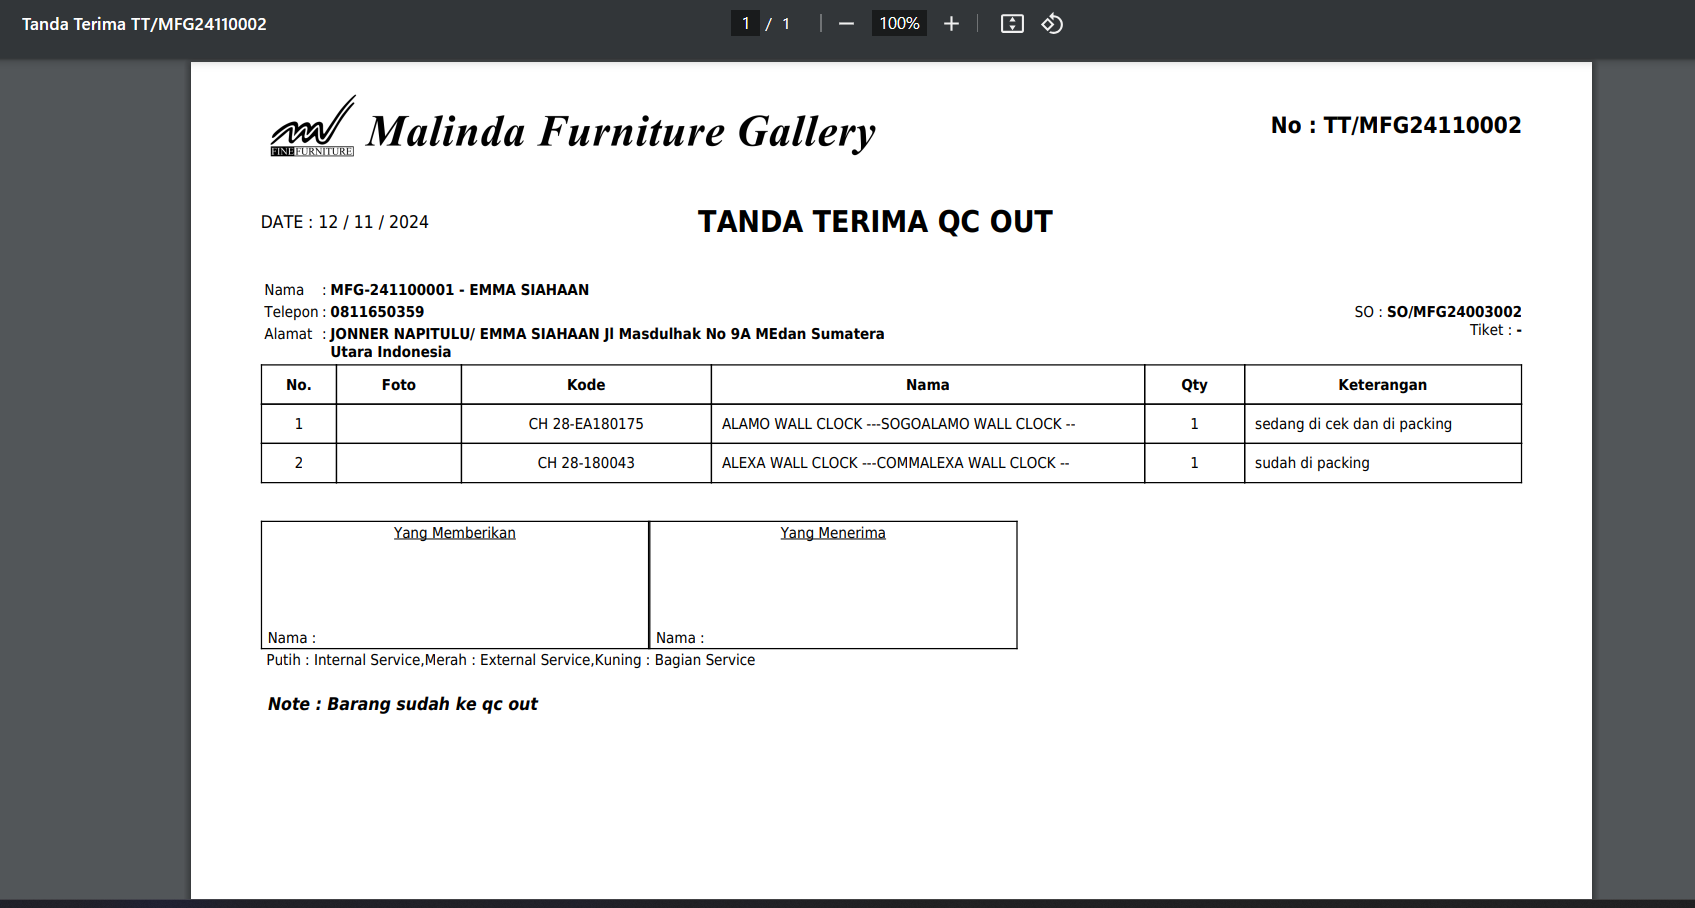 Tanda Terima TT/MFG24110002
1 / 1
100%
FINE FURNITURE
Malinda Furniture Gallery
No : TT/MFG24110002
DATE : 12 / 11 / 2024
TANDA TERIMA QC OUT
Nama : MFG-241100001 - EMMA SIAHAAN
Telepon : 0811650359
SO : SO/MFG24003002
Tiket : -
Alamat : JONNER NAPITULU/ EMMA SIAHAAN Jl Masdulhak No 9A MEdan Sumatera
Utara Indonesia
No. Foto Kode Nama Qty Keterangan
1 CH 28-EA180175 ALAMO WALL CLOCK ---SOGOALAMO WALL CLOCK -- 1 sedang di cek dan di packing
2 CH 28-180043 ALEXA WALL CLOCK ---COMMALEXA WALL CLOCK -- 1 sudah di packing
Yang Memberikan Yang Menerima
Nama : Nama :
Putih : Internal Service,Merah : External Service,Kuning : Bagian Service
Note : Barang sudah ke qc out